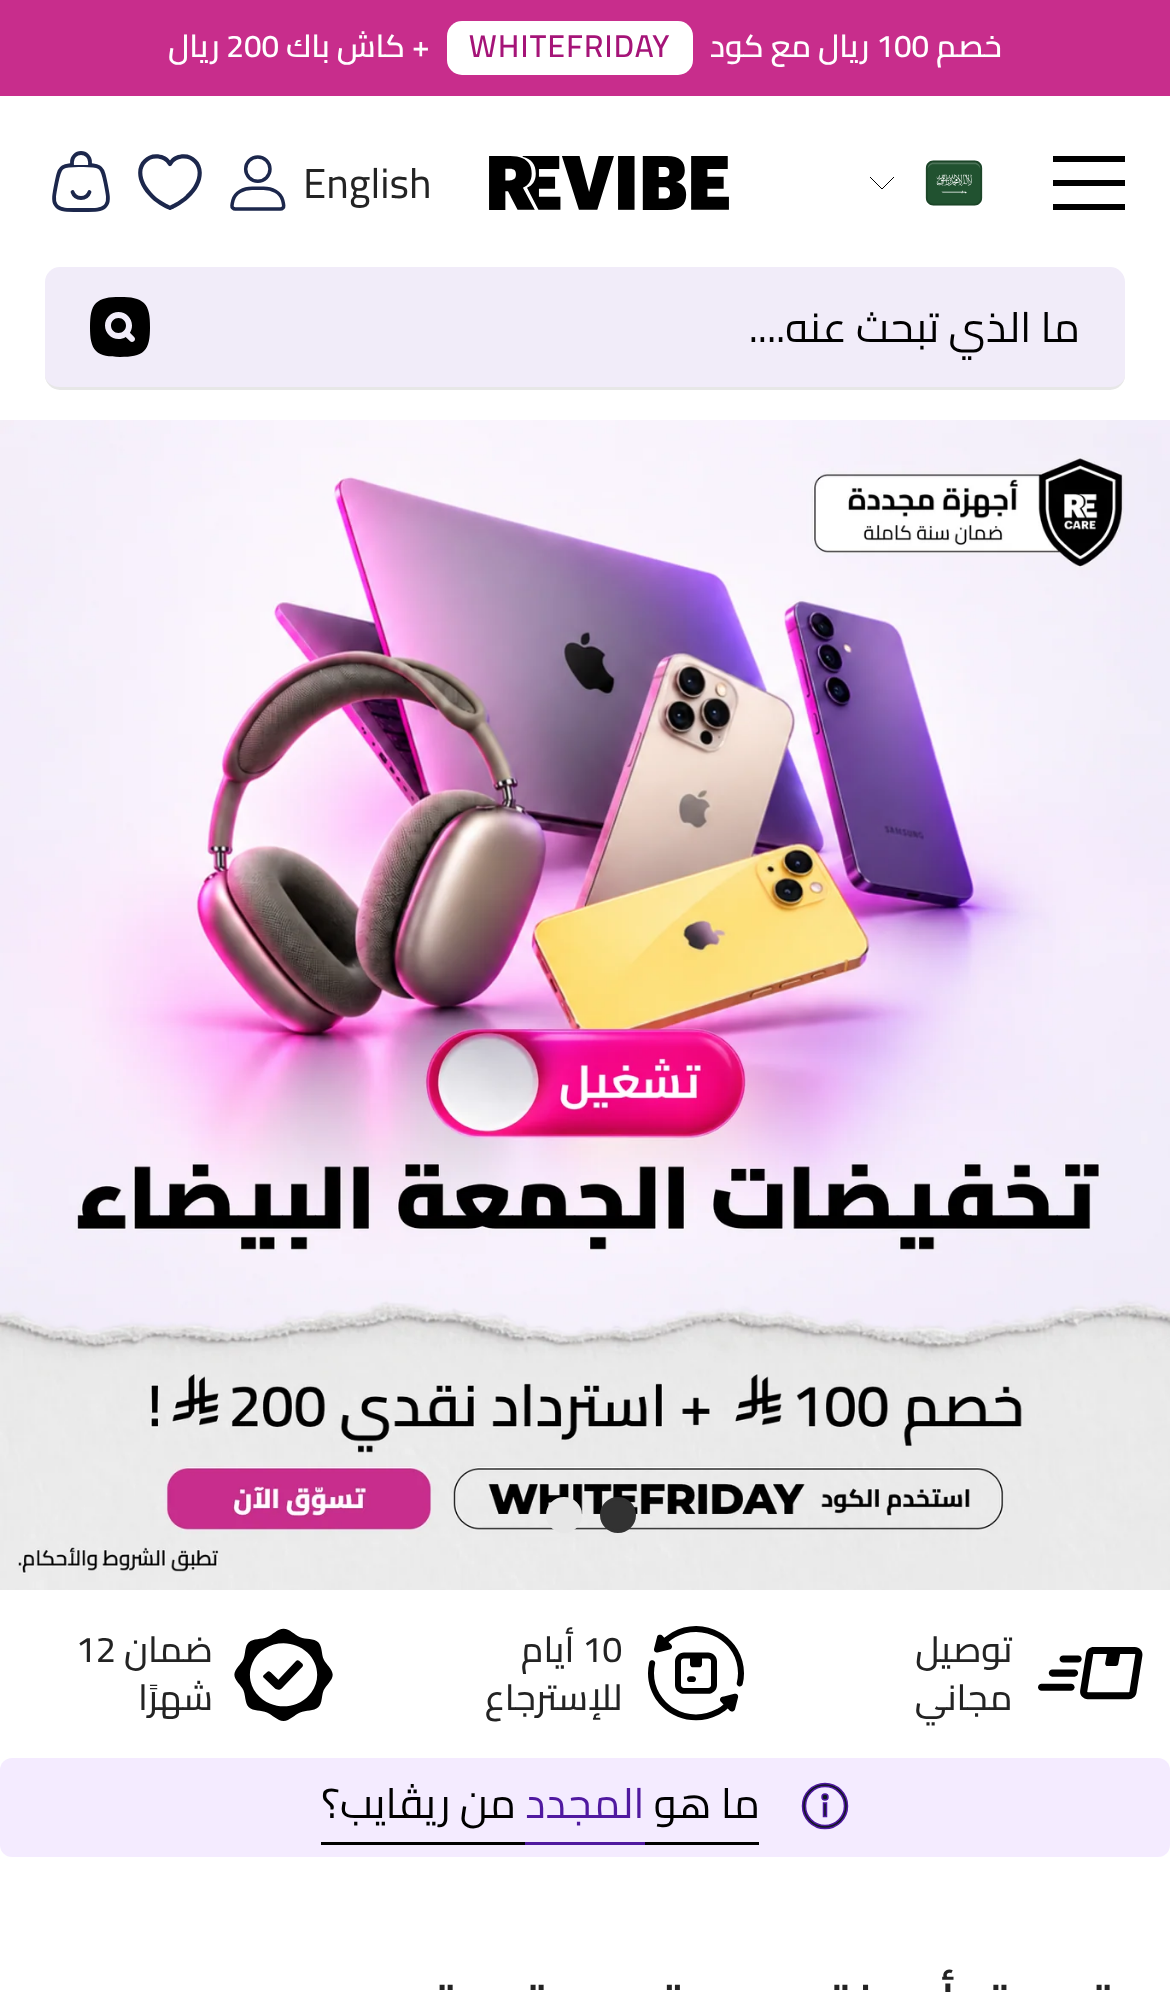 خصم 100 ريال مع كود WHITEFRIDAY + كاش باك 200 ريال
REVIBE
English
ما الذي تبحث عنه....
RE CARE
أجهزة مجددة
ضمان سنة كاملة
SAMSUNG
تشغيل
تخفيضات الجمعة البيضاء
خصم 100 + استرداد نقدي 200 !
استخدم الكود WHITEFRIDAY
تسوّق الآن
تطبق الشروط والأحكام.
توصيل
مجاني
10 أيام
للإسترجاع
ضمان 12
شهرًا
ما هو المجدد من ريڤايب؟